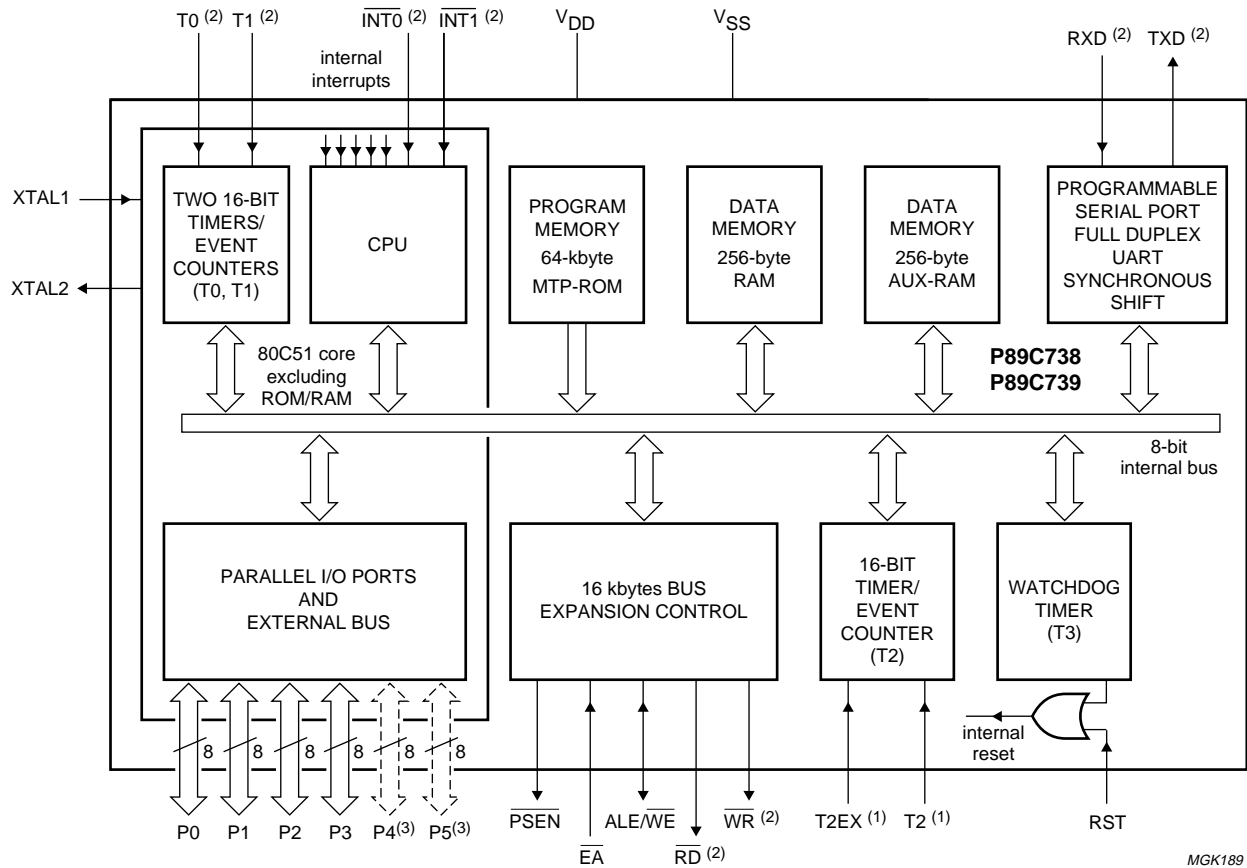 T0 (2)
T1 (2)
INT0 (2)
INT1 (2)
VDD
VSS
RXD (2)
TXD (2)
internal
interrupts
XTAL1
XTAL2
TWO 16-BIT
TIMERS/
EVENT
COUNTERS
(T0, T1)
CPU
PROGRAM
MEMORY
64-kbyte
MTP-ROM
DATA
MEMORY
256-byte
RAM
DATA
MEMORY
256-byte
AUX-RAM
PROGRAMMABLE
SERIAL PORT
FULL DUPLEX
UART
SYNCHRONOUS
SHIFT
80C51 core
excluding
ROM/RAM
P89C738
P89C739
8-bit
internal bus
PARALLEL I/O PORTS
AND
EXTERNAL BUS
16 kbytes BUS
EXPANSION CONTROL
16-BIT
TIMER/
EVENT
COUNTER
(T2)
WATCHDOG
TIMER
(T3)
internal
reset
8
8
8
8
8
8
P0
P1
P2
P3
P4(3)
P5(3)
PSEN
EA
ALE/WE
RD (2)
WR (2)
T2EX (1)
T2 (1)
RST
MGK189